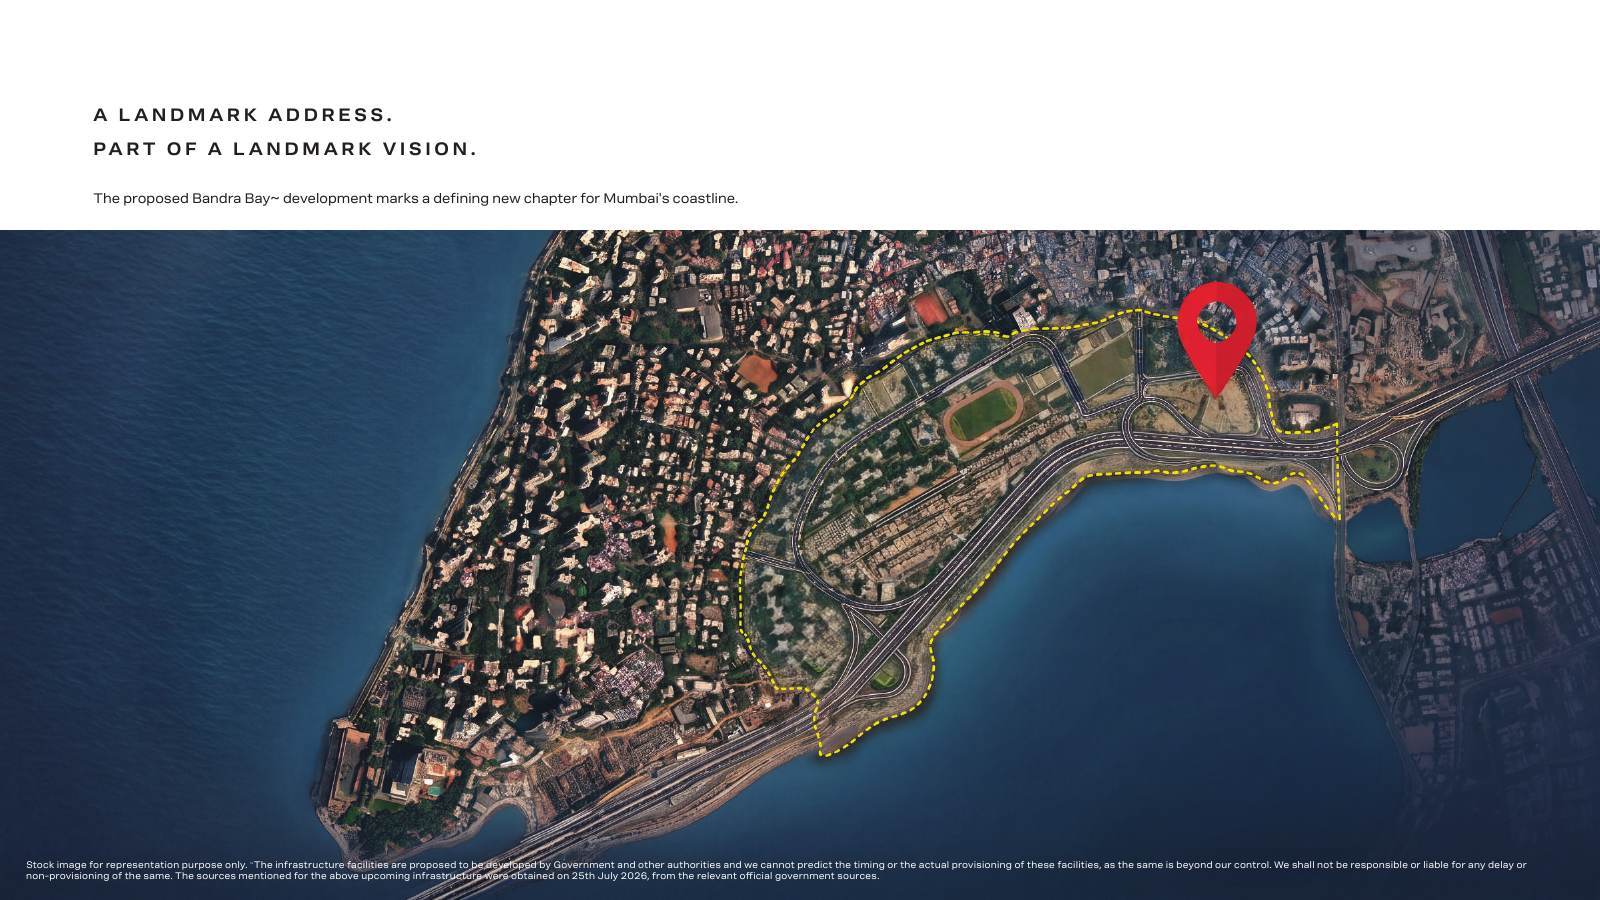 A LANDMARK ADDRESS.
PART OF A LANDMARK VISION.
The proposed Bandra Bay~ development marks a defining new chapter for Mumbai's coastline.
Stock image for representation purpose only. ~The infrastructure facilities are proposed to be developed by Government and other authorities and we cannot predict the timing or the actual provisioning of these facilities, as the same is beyond our control. We shall not be responsible or liable for any delay or
non-provisioning of the same. The sources mentioned for the above upcoming infrastructure were obtained on 25th July 2026, from the relevant official government sources.